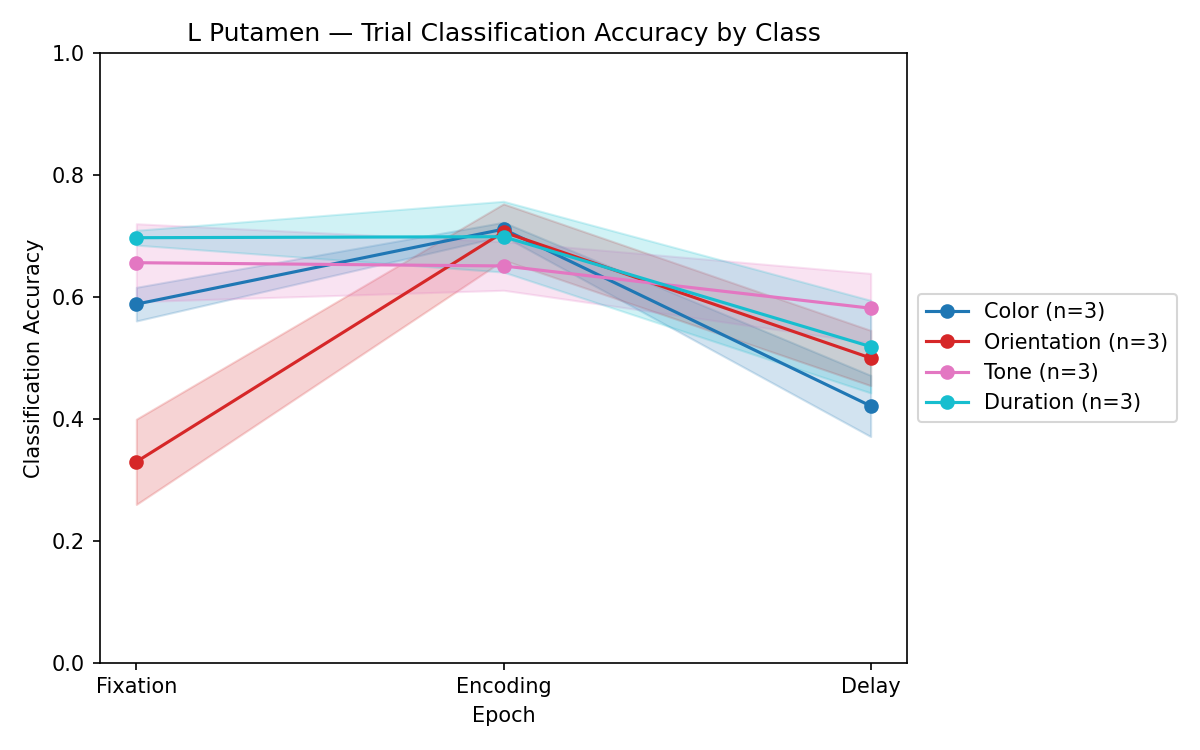 L Putamen — Trial Classification Accuracy by Class
Classification Accuracy
1.0
0.8
0.6
0.4
0.2
0.0
Fixation
Encoding
Delay
Epoch
Color (n=3)
Orientation (n=3)
Tone (n=3)
Duration (n=3)